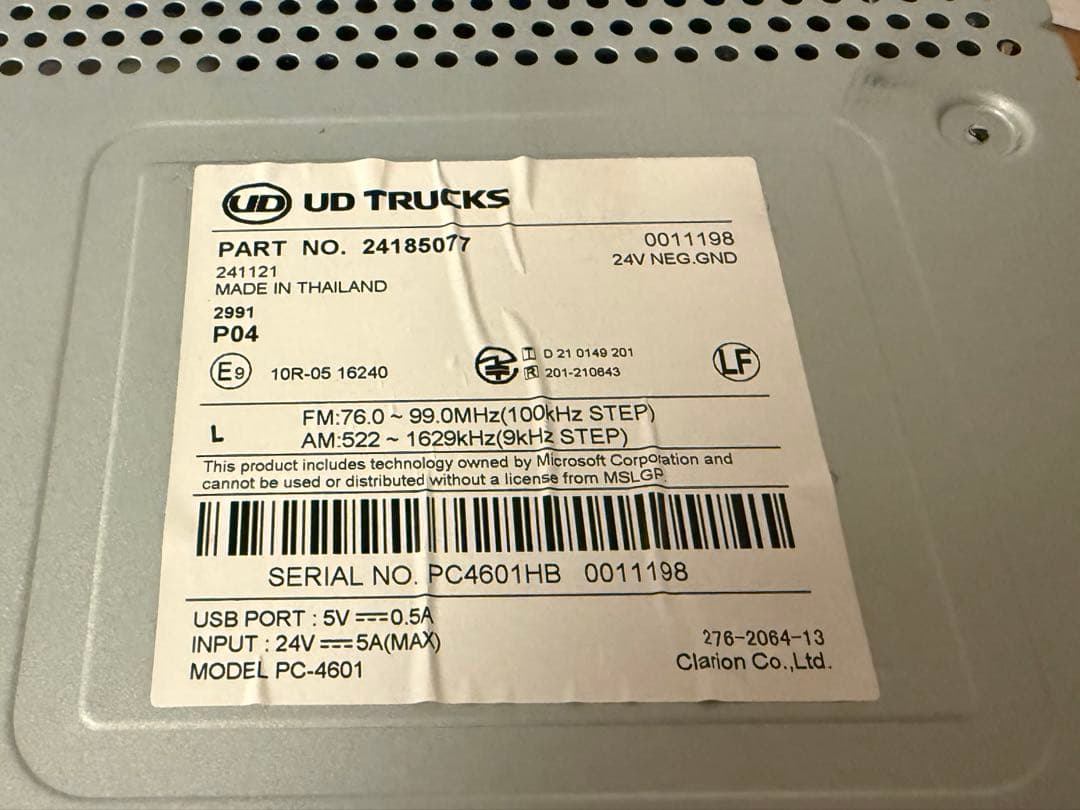 UD UD TRUCKS
PART NO. 24185077
0011198
241121
24V NEG.GND
MADE IN THAILAND
2991
P04
E9 10R-05 16240
T D 21 0149 201
R 201-210643
LF
L
FM:76.0 ~ 99.0MHz(100kHz STEP)
AM:522 ~ 1629kHz(9kHz STEP)
This product includes technology owned by Microsoft Corporation and
cannot be used or distributed without a license from MSLGP.
SERIAL NO. PC4601HB 0011198
USB PORT : 5V⎓0.5A
INPUT : 24V⎓5A(MAX)
MODEL PC-4601
276-2064-13
Clarion Co.,Ltd.